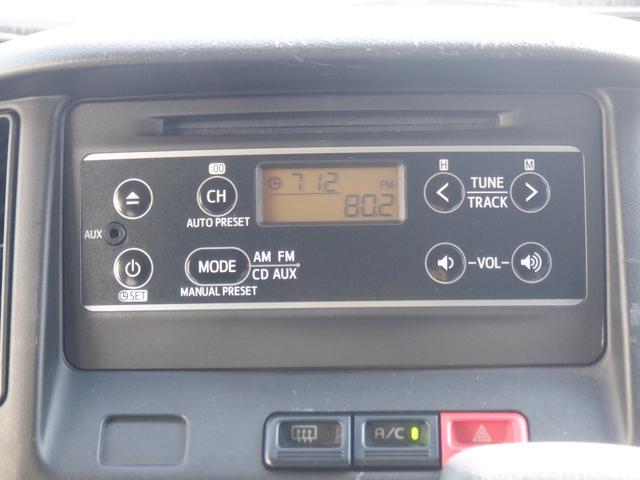 :00
H
M
CH
7 12
FM
80.2
TUNE
TRACK
AUTO PRESET
AUX
MODE
AM FM
CD AUX
-VOL-
SET
MANUAL PRESET
A/C